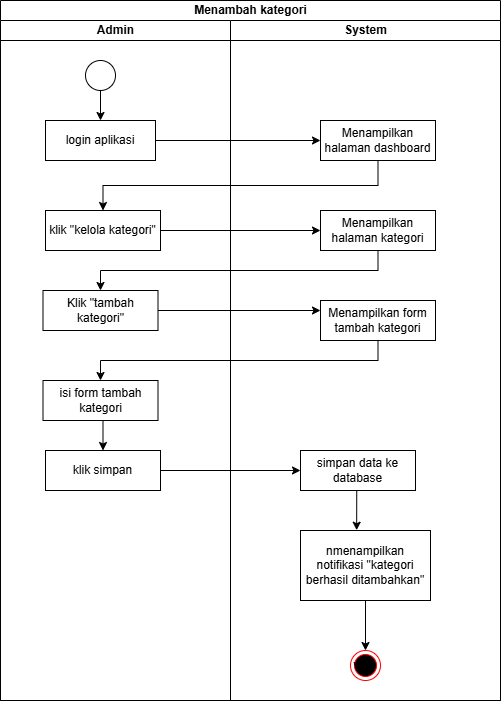 Menambah kategori
Admin
System
login aplikasi
Menampilkan
halaman dashboard
klik "kelola kategori"
Menampilkan
halaman kategori
Klik "tambah
kategori"
Menampilkan form
tambah kategori
isi form tambah
kategori
klik simpan
simpan data ke
database
nmenampilkan
notifikasi "kategori
berhasil ditambahkan"